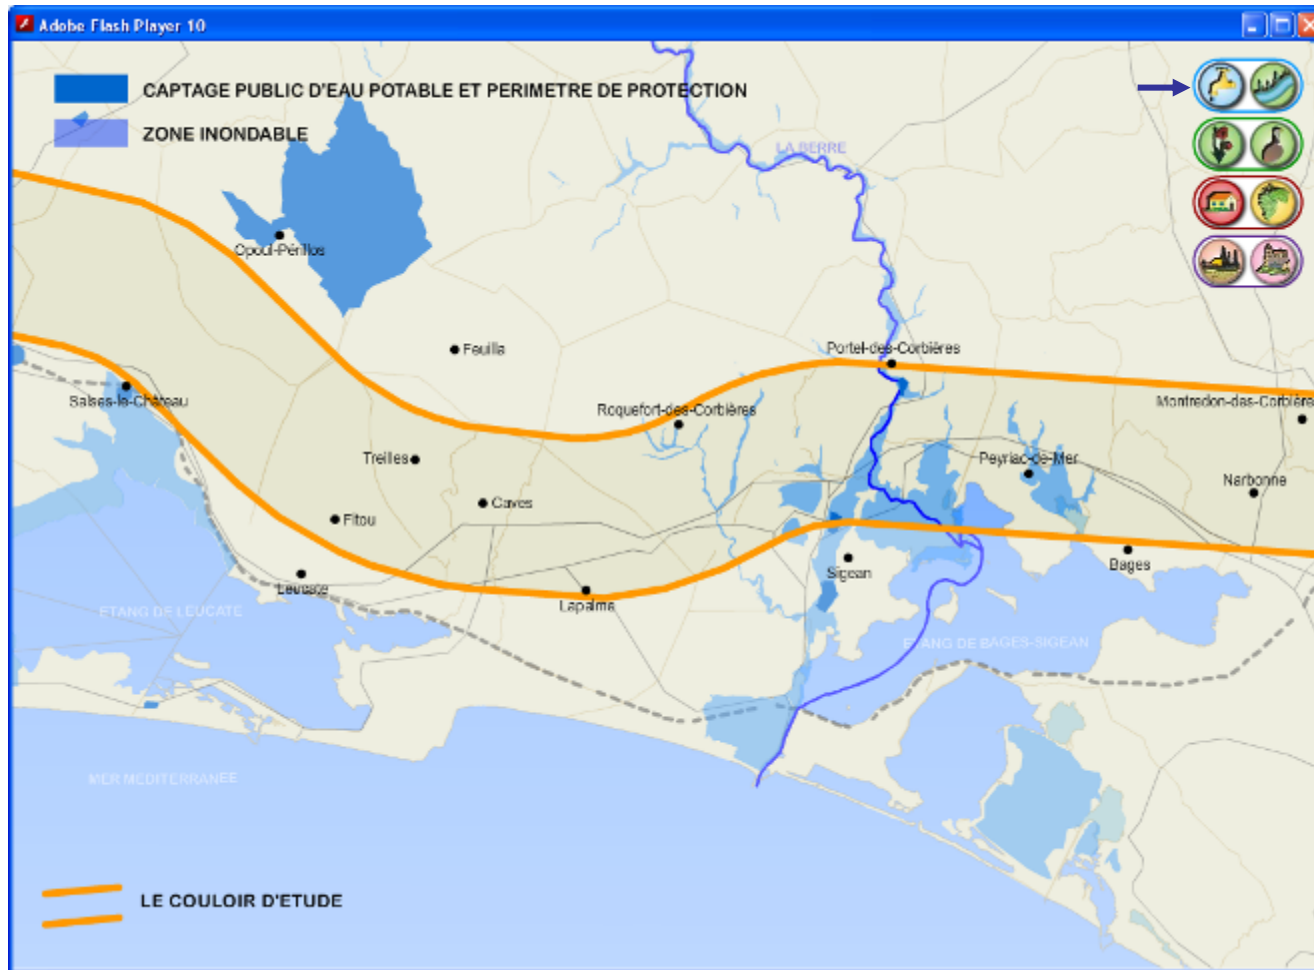 Adobe Flash Player 10
CAPTAGE PUBLIC D'EAU POTABLE ET PERIMETRE DE PROTECTION
ZONE INONDABLE
LA BERRE
Opoul-Périllos
Feuilla
Portel-des-Corbières
Salses-le-Château
Roquefort-des-Corbières
Montredon-des-Corbière
Treilles
Peyriac-de-Mer
Narbonne
Caves
Fitou
Leucate
Sigean
Bages
Lapalme
ETANG DE LEUCATE
ETANG DE BAGES-SIGEAN
MER MEDITERRANEE
LE COULOIR D'ETUDE